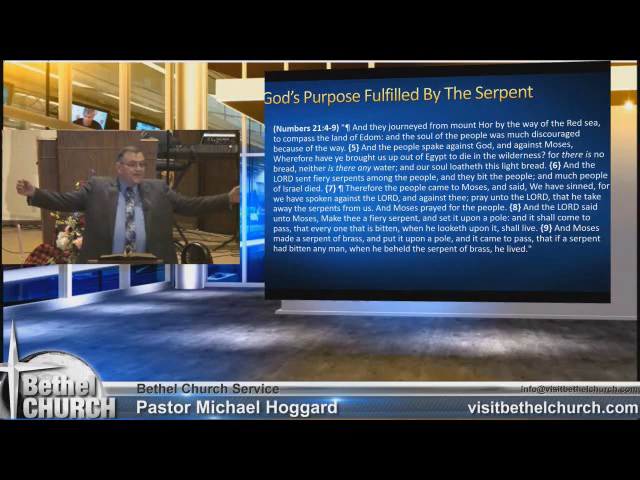 God's Purpose Fulfilled By The Serpent
(Numbers 21:4-9) "¶ And they journeyed from mount Hor by the way of the Red sea,
to compass the land of Edom: and the soul of the people was much discouraged
because of the way. {5} And the people spake against God, and against Moses,
Wherefore have ye brought us up out of Egypt to die in the wilderness? for there is no
bread, neither is there any water; and our soul loatheth this light bread. {6} And the
LORD sent fiery serpents among the people, and they bit the people; and much people
of Israel died. {7} ¶ Therefore the people came to Moses, and said, We have sinned, for
we have spoken against the LORD, and against thee; pray unto the LORD, that he take
away the serpents from us. And Moses prayed for the people. {8} And the LORD said
unto Moses, Make thee a fiery serpent, and set it upon a pole: and it shall come to
pass, that every one that is bitten, when he looketh upon it, shall live. {9} And Moses
made a serpent of brass, and put it upon a pole, and it came to pass, that if a serpent
had bitten any man, when he beheld the serpent of brass, he lived."
Bethel
CHURCH
Bethel Church Service
info@visitbethelchurch.com
Pastor Michael Hoggard
visitbethelchurch.com